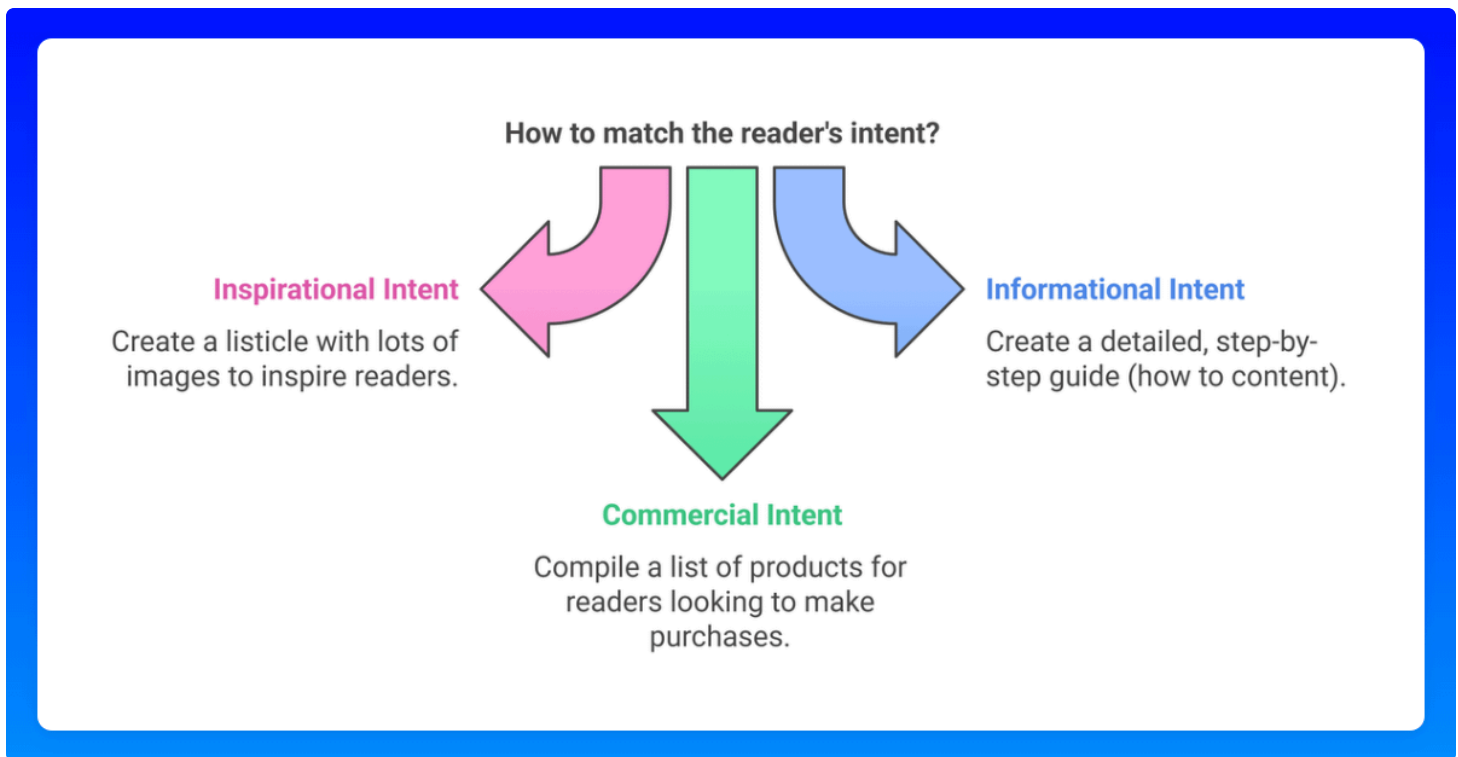 How to match the reader's intent?
Inspirational Intent
Create a listicle with lots of
images to inspire readers.
Commercial Intent
Compile a list of products for
readers looking to make
purchases.
Informational Intent
Create a detailed, step-by-
step guide (how to content).